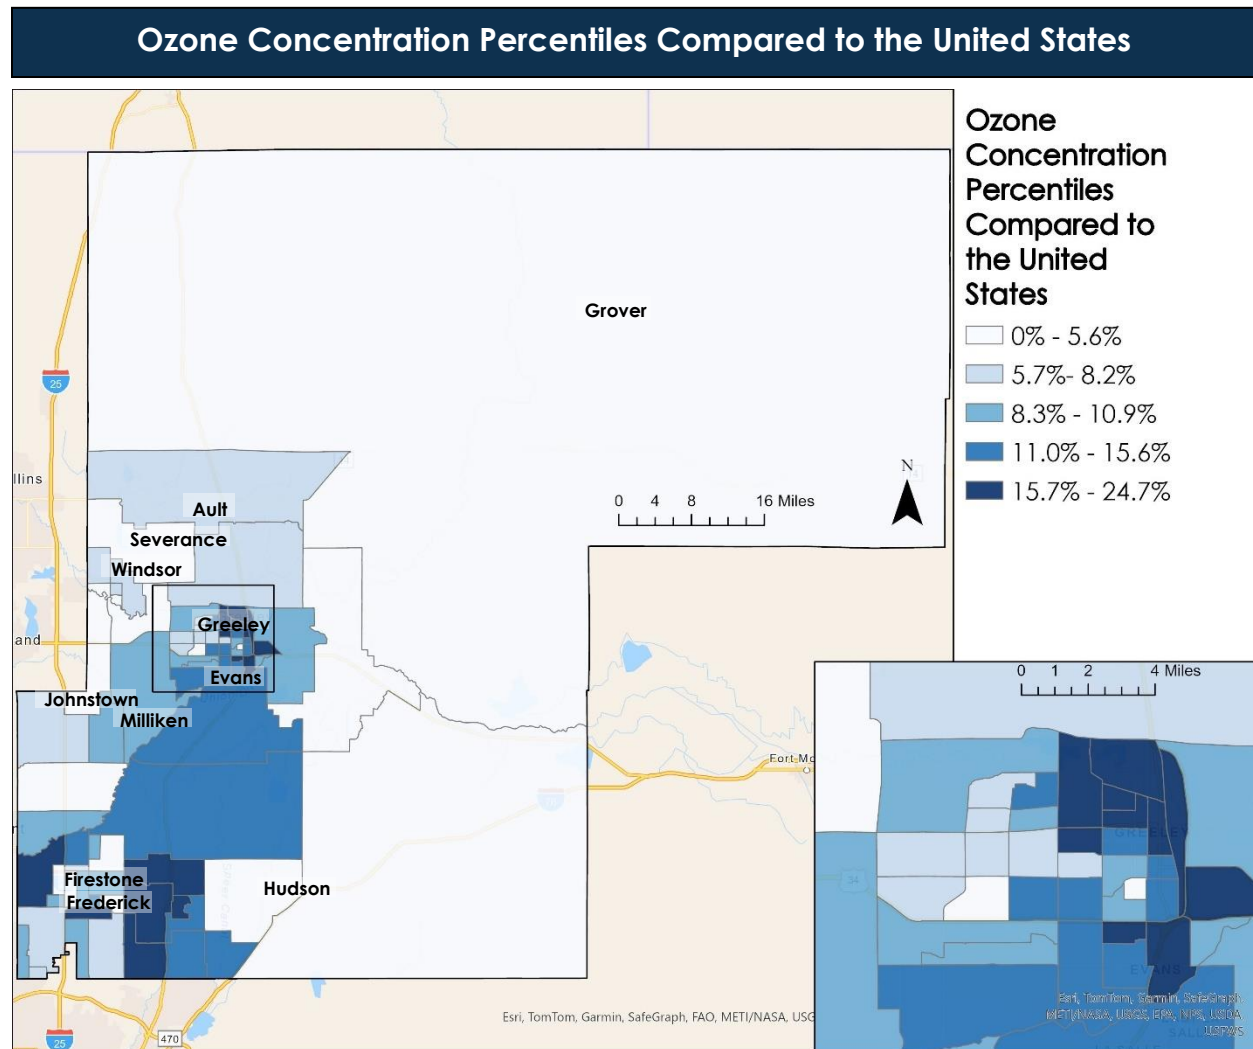 Ozone Concentration Percentiles Compared to the United States
Ozone
Concentration
Percentiles
Compared to
the United
States
0% - 5.6%
5.7%- 8.2%
8.3% - 10.9%
11.0% - 15.6%
15.7% - 24.7%
Grover
25
llins
N
0 4 8 16 Miles
Ault
Severance
Windsor
Greeley
and
Evans
Johnstown
Milliken
Fort Mo
Firestone
Frederick
Hudson
25
470
Esri, TomTom, Garmin, SafeGraph, FAO, METI/NASA, USG
0 1 2 4 Miles
GREELEY
34
EVANS
Esri, TomTom, Garmin, SafeGraph,
METI/NASA, USGS, EPA, NPS, USDA,
USFWS